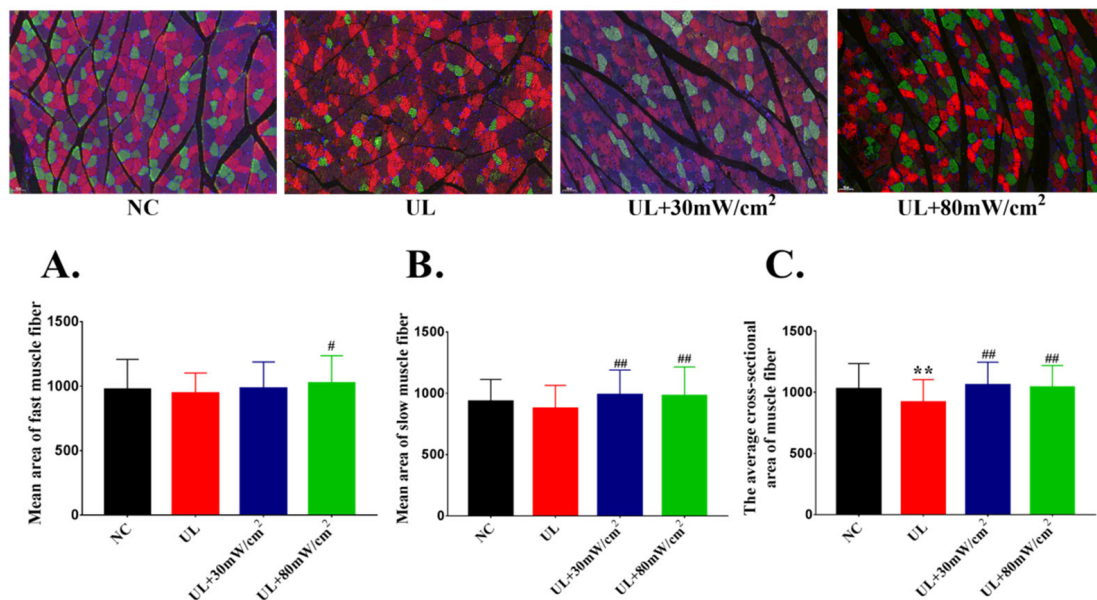 NC
UL
UL+30mW/cm²
UL+80mW/cm²
A.
Mean area of fast muscle fiber
1500
1000
500
0
#
NC
UL
UL+30mW/cm²
UL+80mW/cm²
B.
Mean area of slow muscle fiber
1500
1000
500
0
##
##
NC
UL
UL+30mW/cm²
UL+80mW/cm²
C.
The average cross-sectional
area of muscle fiber
1500
1000
500
0
**
##
##
NC
UL
UL+30mW/cm²
UL+80mW/cm²